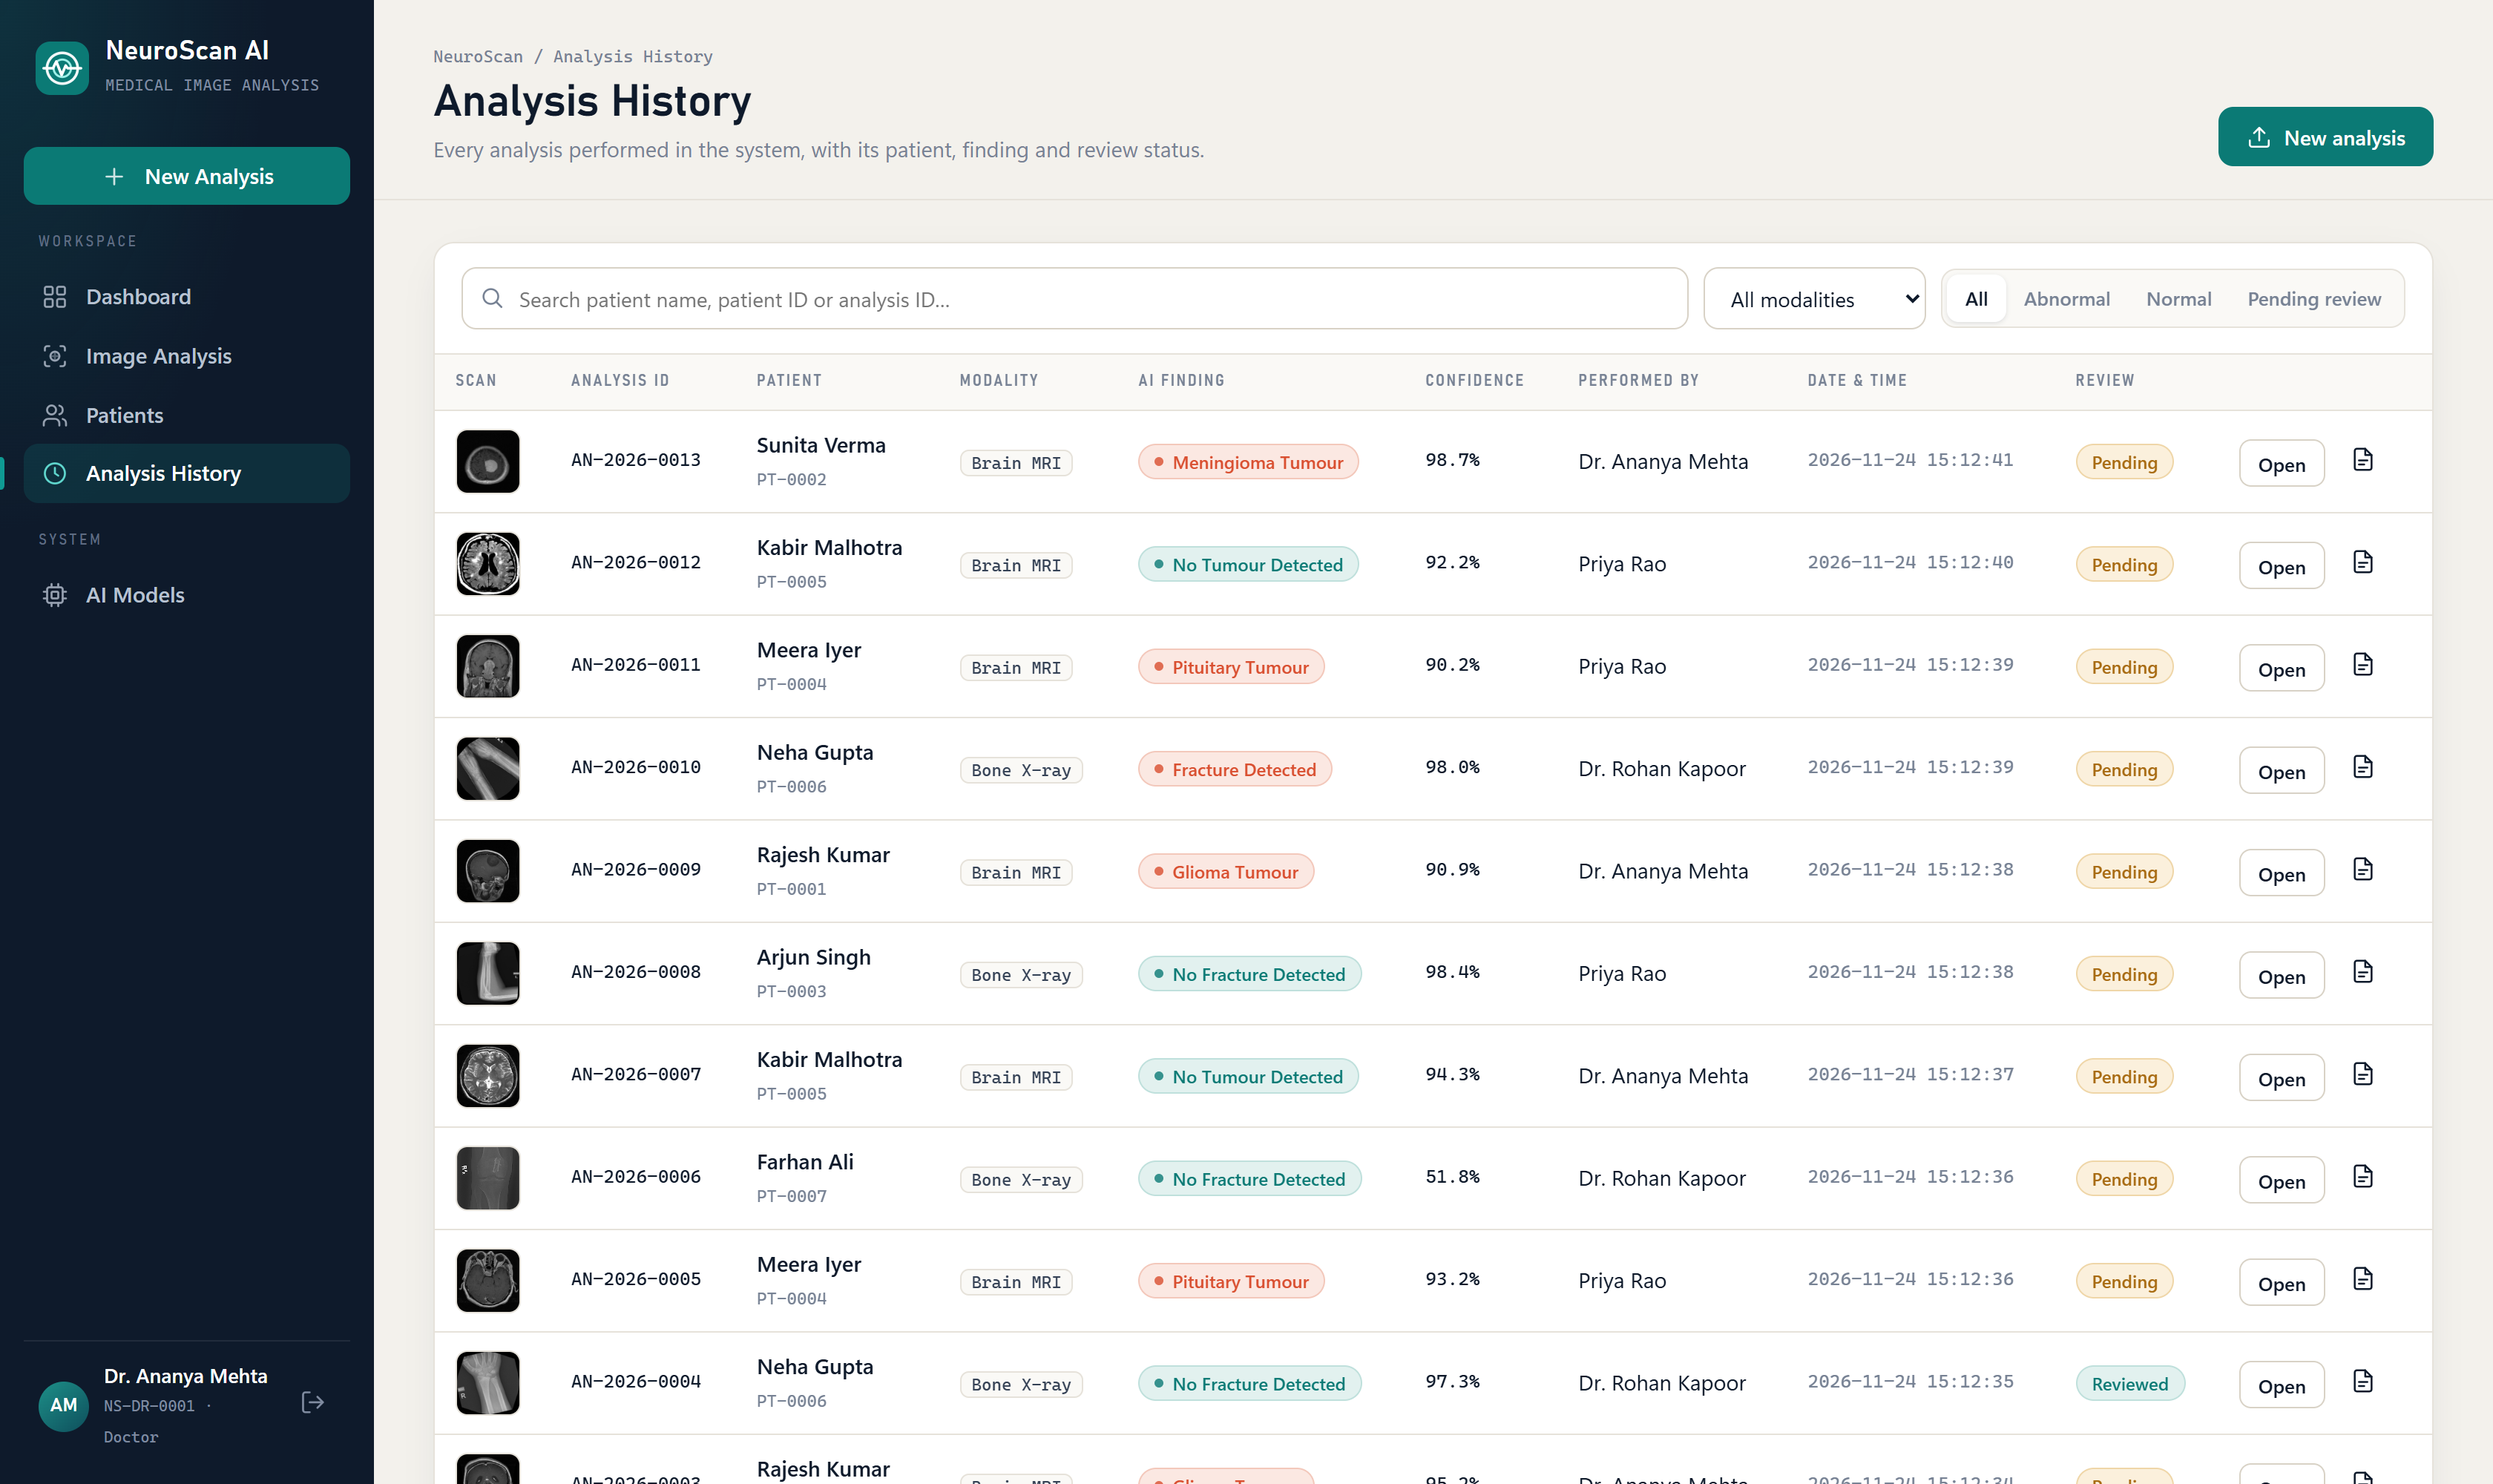 NeuroScan AI
MEDICAL IMAGE ANALYSIS
New Analysis
WORKSPACE
Dashboard
Image Analysis
Patients
Analysis History
SYSTEM
AI Models
AM
Dr. Ananya Mehta
NS-DR-0001 ·
Doctor
NeuroScan / Analysis History
Analysis History
Every analysis performed in the system, with its patient, finding and review status.
New analysis
Search patient name, patient ID or analysis ID...
All modalities
All Abnormal Normal Pending review
SCAN ANALYSIS ID PATIENT MODALITY AI FINDING CONFIDENCE PERFORMED BY DATE & TIME REVIEW
AN-2026-0013 Sunita Verma Brain MRI Meningioma Tumour 98.7% Dr. Ananya Mehta 2026-11-24 15:12:41 Pending Open
PT-0002
AN-2026-0012 Kabir Malhotra Brain MRI No Tumour Detected 92.2% Priya Rao 2026-11-24 15:12:40 Pending Open
PT-0005
AN-2026-0011 Meera Iyer Brain MRI Pituitary Tumour 90.2% Priya Rao 2026-11-24 15:12:39 Pending Open
PT-0004
AN-2026-0010 Neha Gupta Bone X-ray Fracture Detected 98.0% Dr. Rohan Kapoor 2026-11-24 15:12:39 Pending Open
PT-0006
AN-2026-0009 Rajesh Kumar Brain MRI Glioma Tumour 90.9% Dr. Ananya Mehta 2026-11-24 15:12:38 Pending Open
PT-0001
AN-2026-0008 Arjun Singh Bone X-ray No Fracture Detected 98.4% Priya Rao 2026-11-24 15:12:38 Pending Open
PT-0003
AN-2026-0007 Kabir Malhotra Brain MRI No Tumour Detected 94.3% Dr. Ananya Mehta 2026-11-24 15:12:37 Pending Open
PT-0005
AN-2026-0006 Farhan Ali Bone X-ray No Fracture Detected 51.8% Dr. Rohan Kapoor 2026-11-24 15:12:36 Pending Open
PT-0007
AN-2026-0005 Meera Iyer Brain MRI Pituitary Tumour 93.2% Priya Rao 2026-11-24 15:12:36 Pending Open
PT-0004
AN-2026-0004 Neha Gupta Bone X-ray No Fracture Detected 97.3% Dr. Rohan Kapoor 2026-11-24 15:12:35 Reviewed Open
PT-0006
Rajesh Kumar